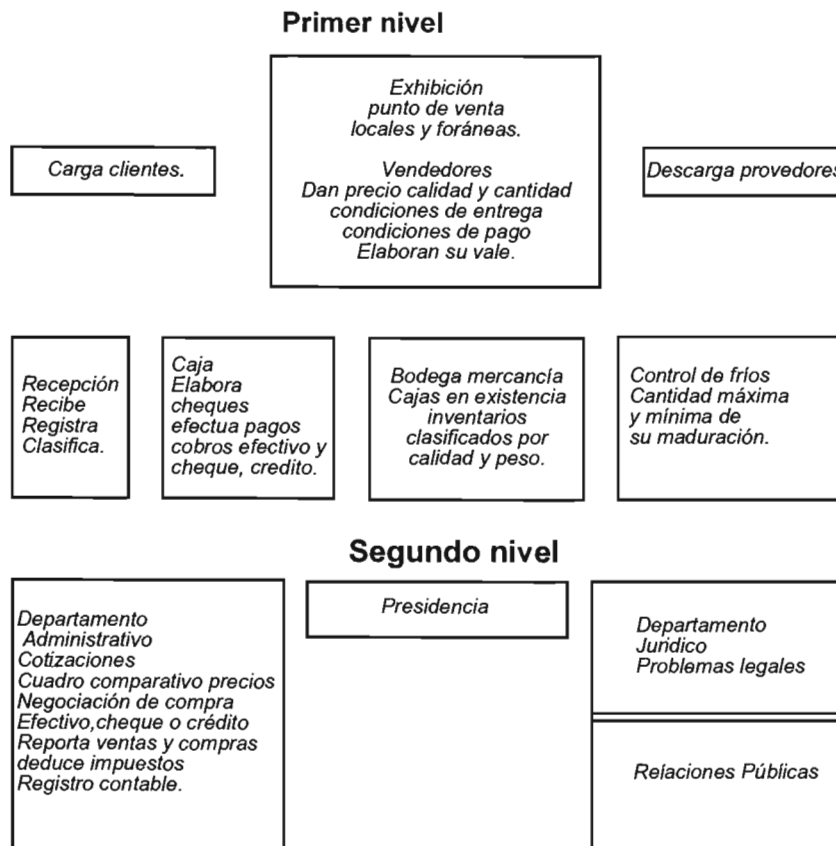 Primer nivel
Exhibición
punto de venta
locales y foráneas.
Vendedores
Dan precio calidad y cantidad
condiciones de entrega
condiciones de pago
Elaboran su vale.
Carga clientes.
Descarga provedores
Recepción
Recibe
Registra
Clasifica.
Caja
Elabora
cheques
efectua pagos
cobros efectivo y
cheque, credito.
Bodega mercancía
Cajas en existencia
inventarios
clasificados por
calidad y peso.
Control de fríos
Cantidad máxima
y mínima de
su maduración.
Segundo nivel
Departamento
Administrativo
Cotizaciones
Cuadro comparativo precios
Negociación de compra
Efectivo,cheque o crédito
Reporta ventas y compras
deduce impuestos
Registro contable.
Presidencia
Departamento
Juridico
Problemas legales
Relaciones Públicas